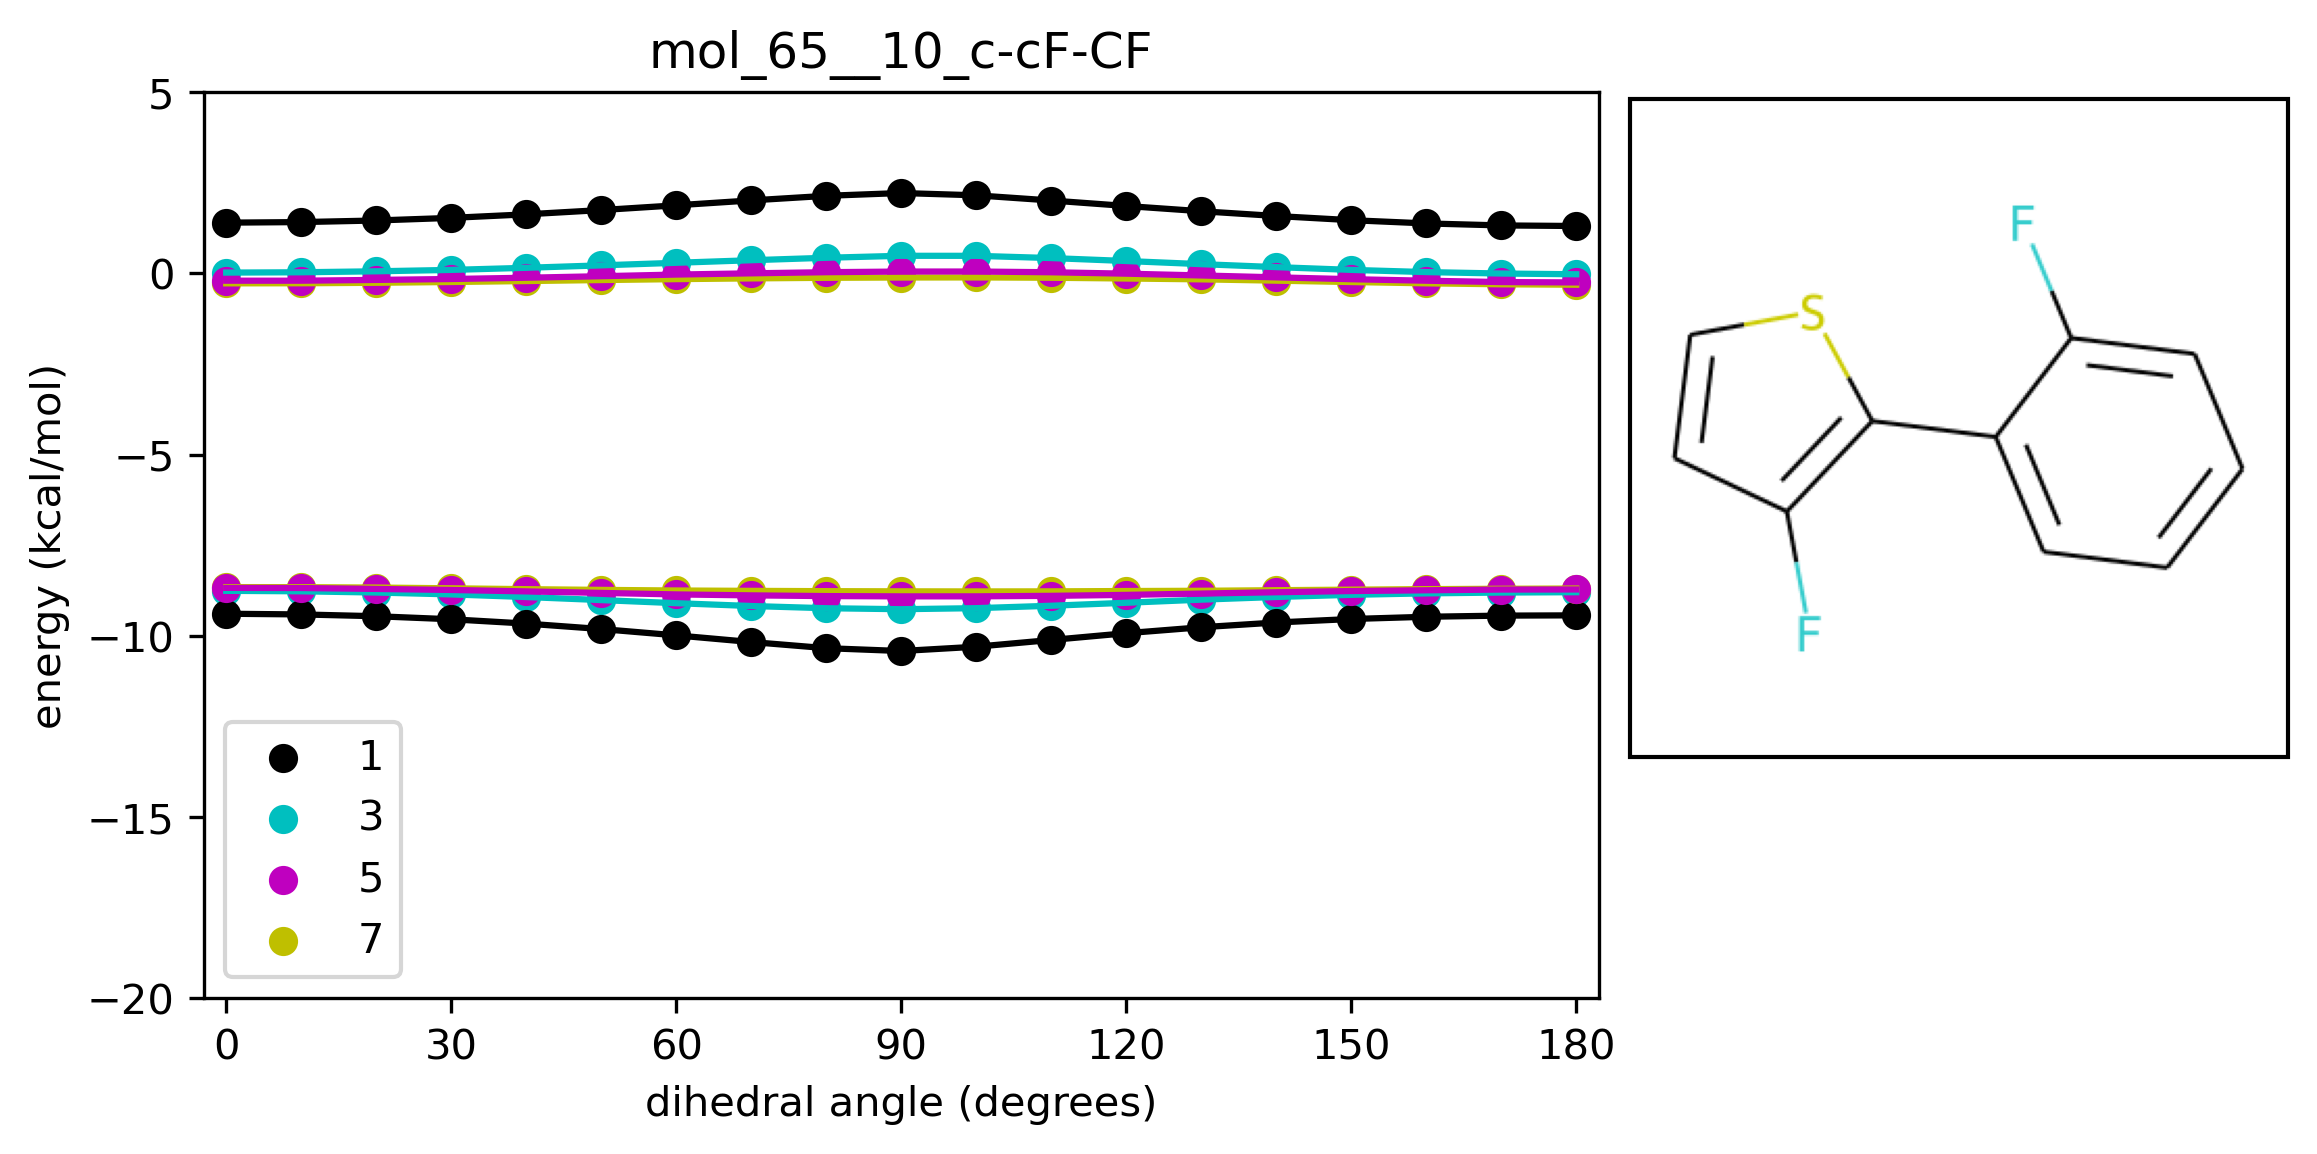 mol_65__10_c-cF-CF
energy (kcal/mol)
5
0
−5
−10
−15
−20
1
3
5
7
0 30 60 90 120 150 180
dihedral angle (degrees)
F
S
F